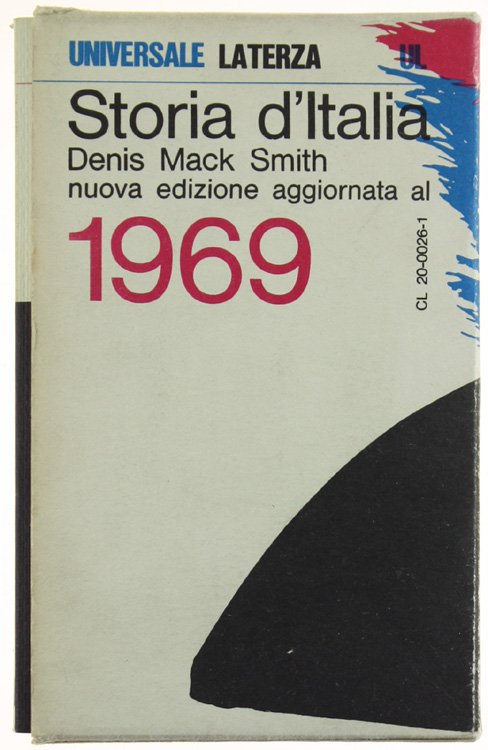 UNIVERSALE LATERZA UL
Storia d'Italia
Denis Mack Smith
nuova edizione aggiornata al
1969
CL 20-0026-1